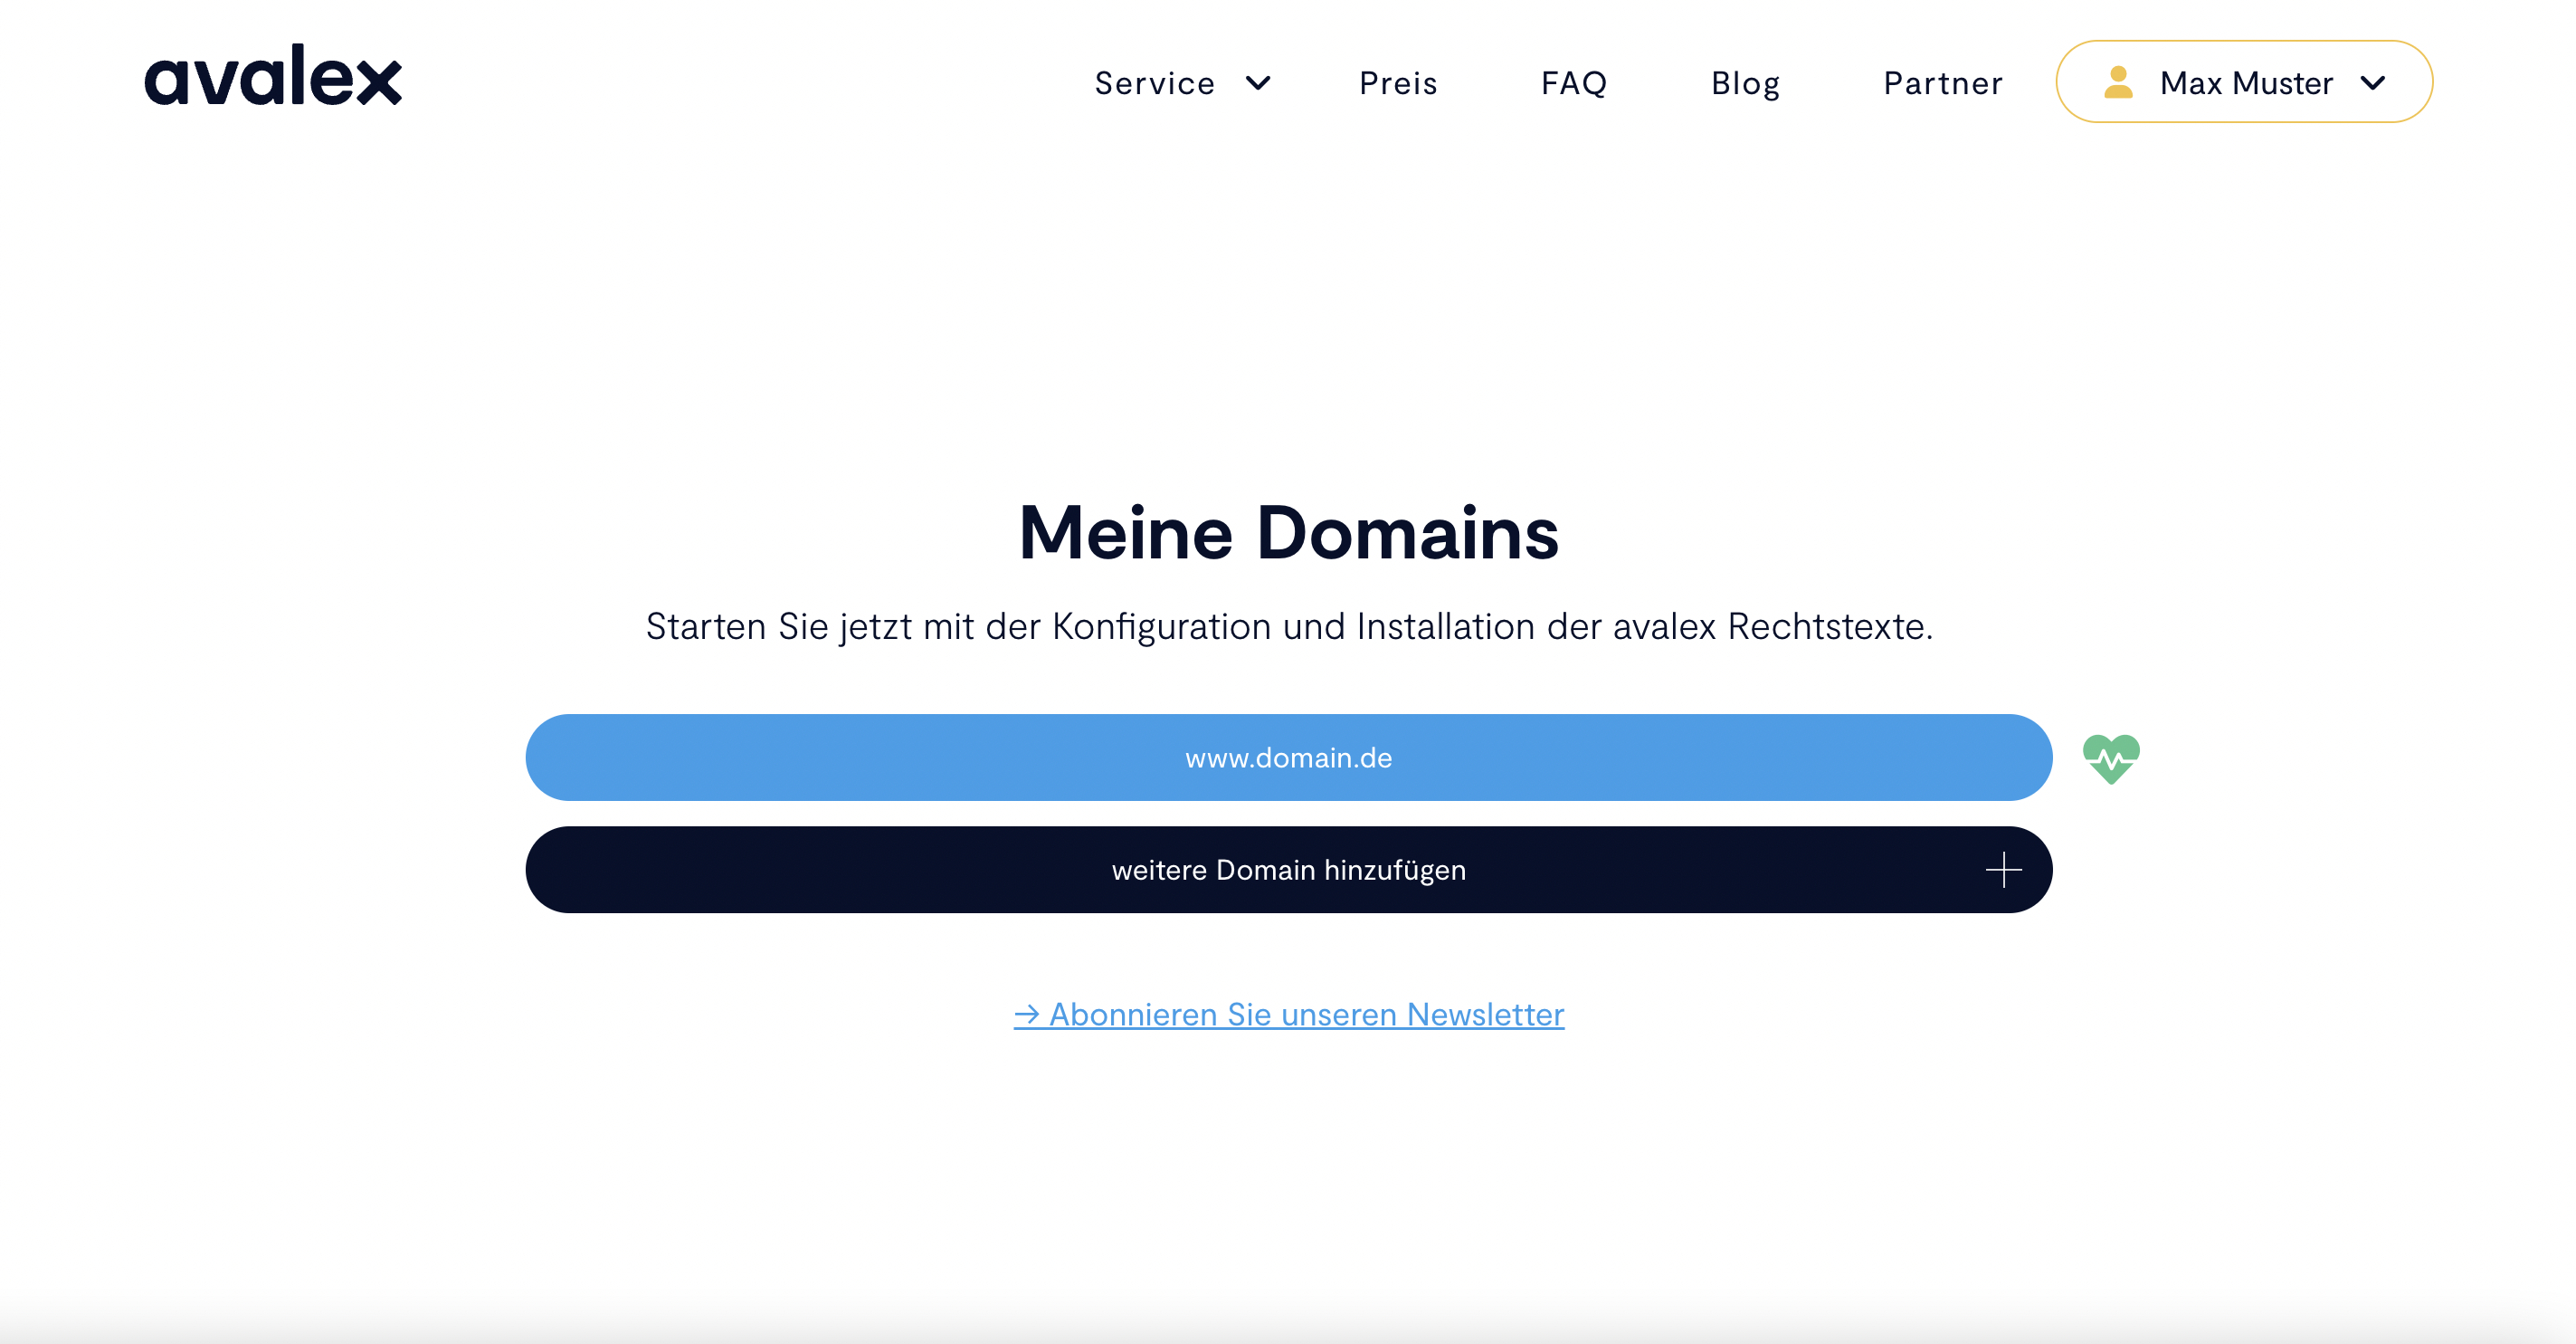 avalex
Service
Preis
FAQ
Blog
Partner
Max Muster
Meine Domains
Starten Sie jetzt mit der Konfiguration und Installation der avalex Rechtstexte.
www.domain.de
weitere Domain hinzufügen
→ Abonnieren Sie unseren Newsletter